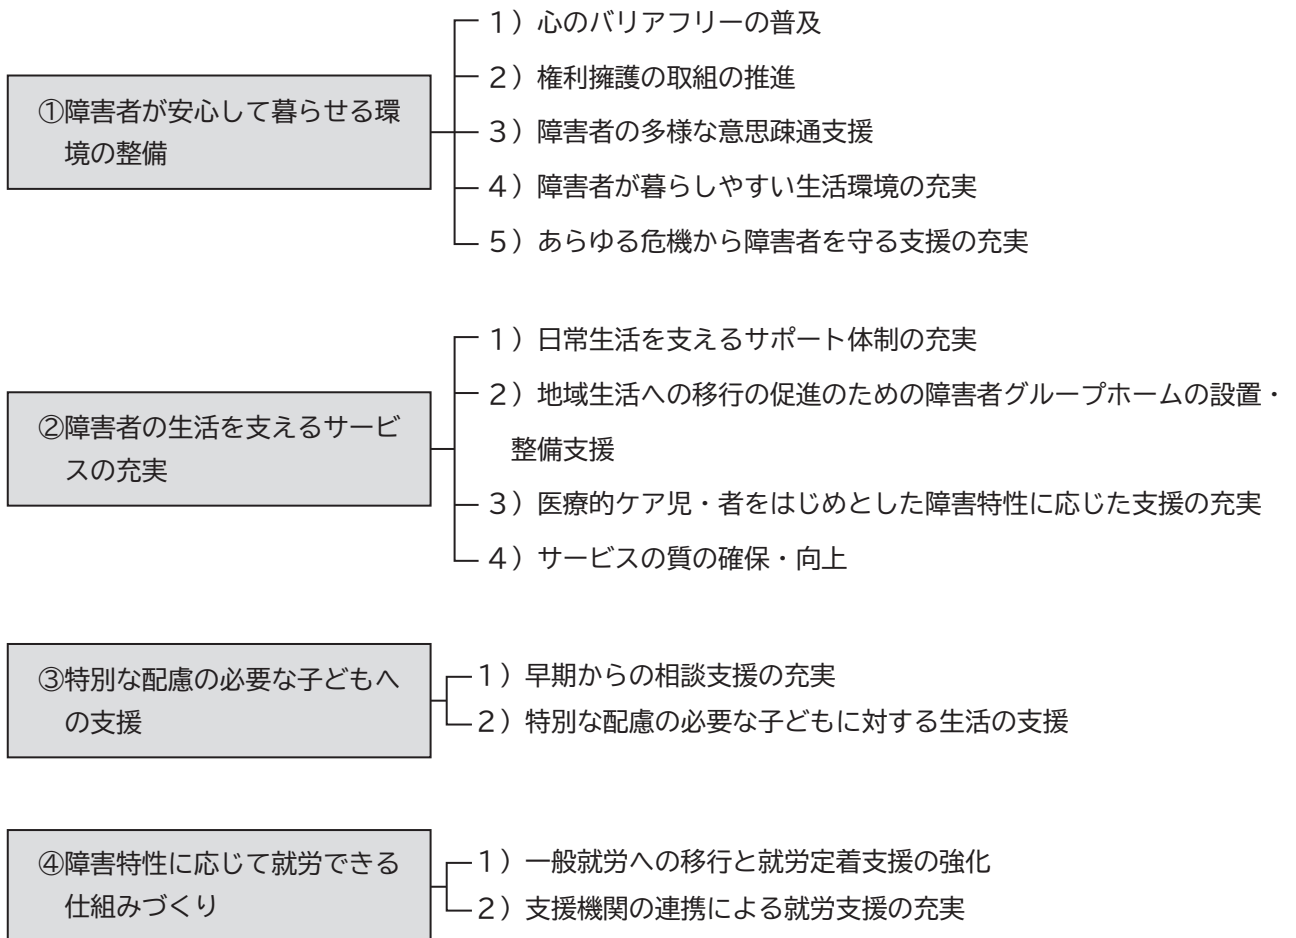 ①障害者が安心して暮らせる環
境の整備
1）心のバリアフリーの普及
2）権利擁護の取組の推進
3）障害者の多様な意思疎通支援
4）障害者が暮らしやすい生活環境の充実
5）あらゆる危機から障害者を守る支援の充実
②障害者の生活を支えるサービ
スの充実
1）日常生活を支えるサポート体制の充実
2）地域生活への移行の促進のための障害者グループホームの設置・
整備支援
3）医療的ケア児・者をはじめとした障害特性に応じた支援の充実
4）サービスの質の確保・向上
③特別な配慮の必要な子どもへ
の支援
1）早期からの相談支援の充実
2）特別な配慮の必要な子どもに対する生活の支援
④障害特性に応じて就労できる
仕組みづくり
1）一般就労への移行と就労定着支援の強化
2）支援機関の連携による就労支援の充実